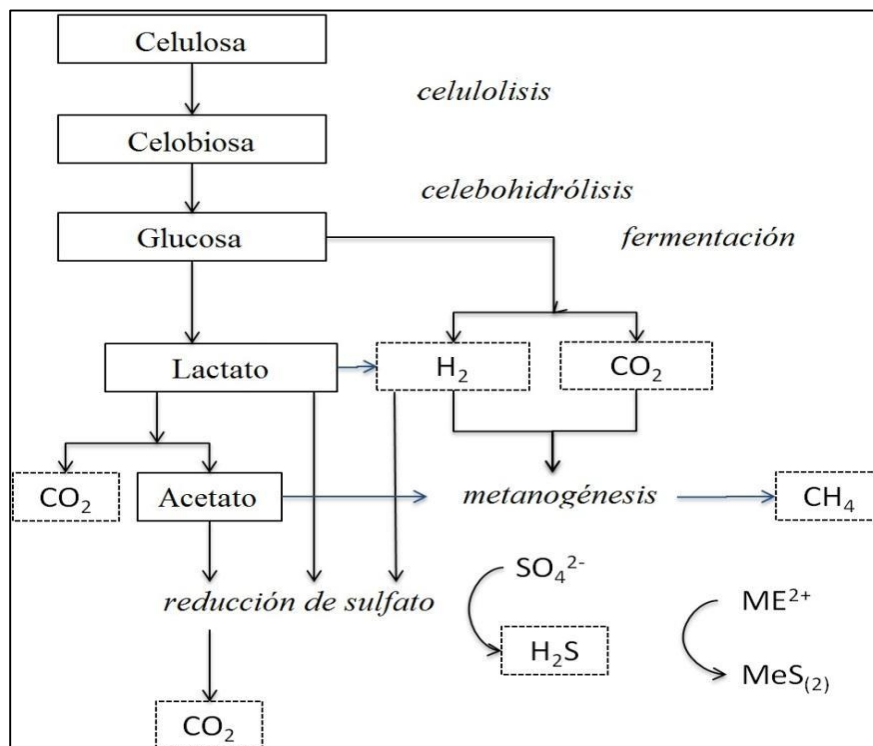 Celulosa
celulolisis
Celobiosa
celebohidrólisis
Glucosa
fermentación
Lactato
H₂
CO₂
CO₂
Acetato
metanogénesis
CH₄
SO₄²⁻
reducción de sulfato
ME²⁺
H₂S
MeS₍₂₎
CO₂